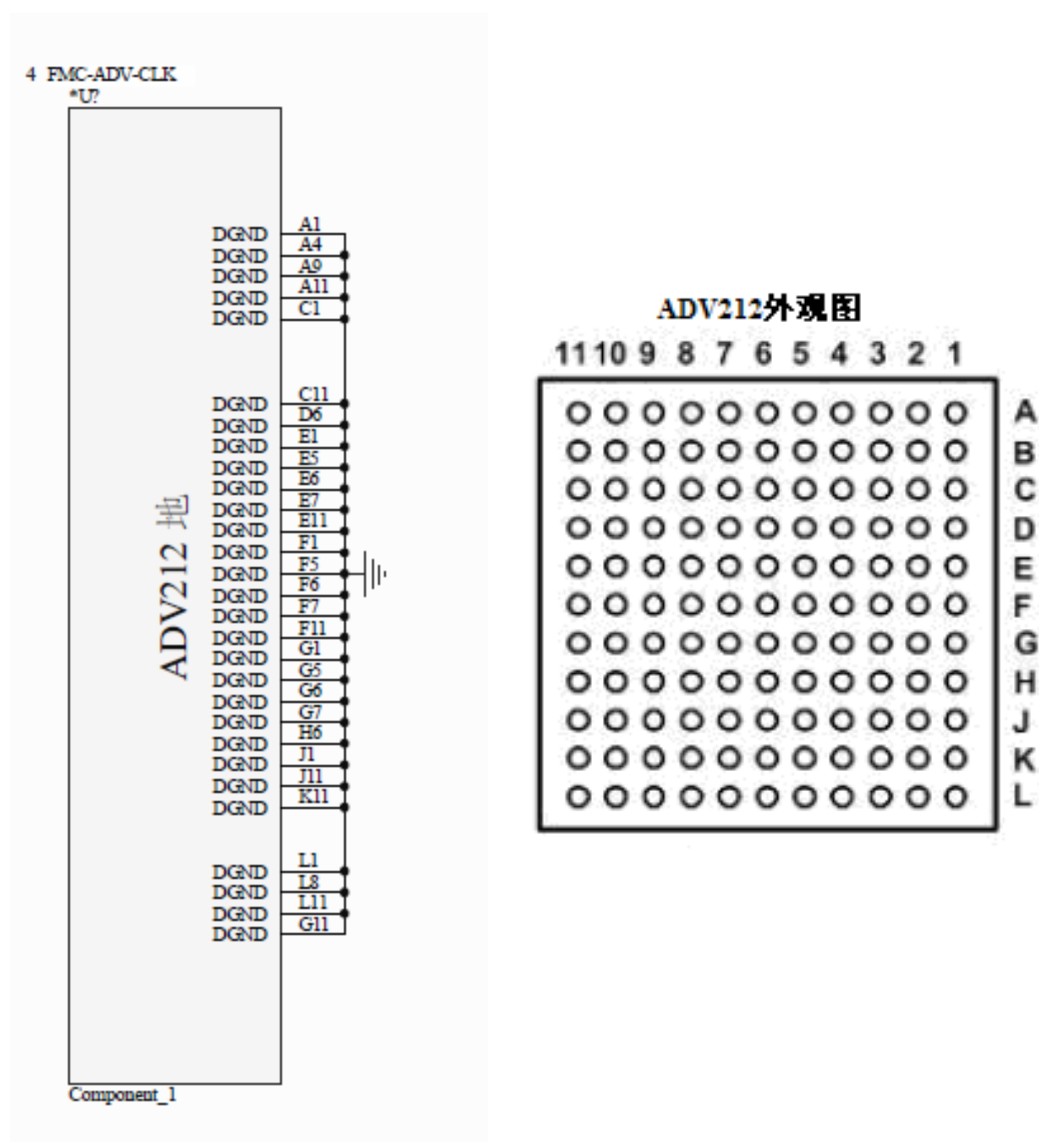 4 FMC-ADV-CLK
*U?
DGND A1
DGND A4
DGND A9
DGND A11
DGND C1
DGND C11
DGND D6
DGND E1
DGND E5
DGND E6
DGND E7
DGND E11
DGND F1
DGND F5
DGND F6
DGND F7
DGND F11
DGND G1
DGND G5
DGND G6
DGND G7
DGND H6
DGND J1
DGND J11
DGND K11
DGND L1
DGND L8
DGND L11
DGND G11
ADV212 地
Component_1
ADV212外观图
11 10 9 8 7 6 5 4 3 2 1
A
B
C
D
E
F
G
H
J
K
L